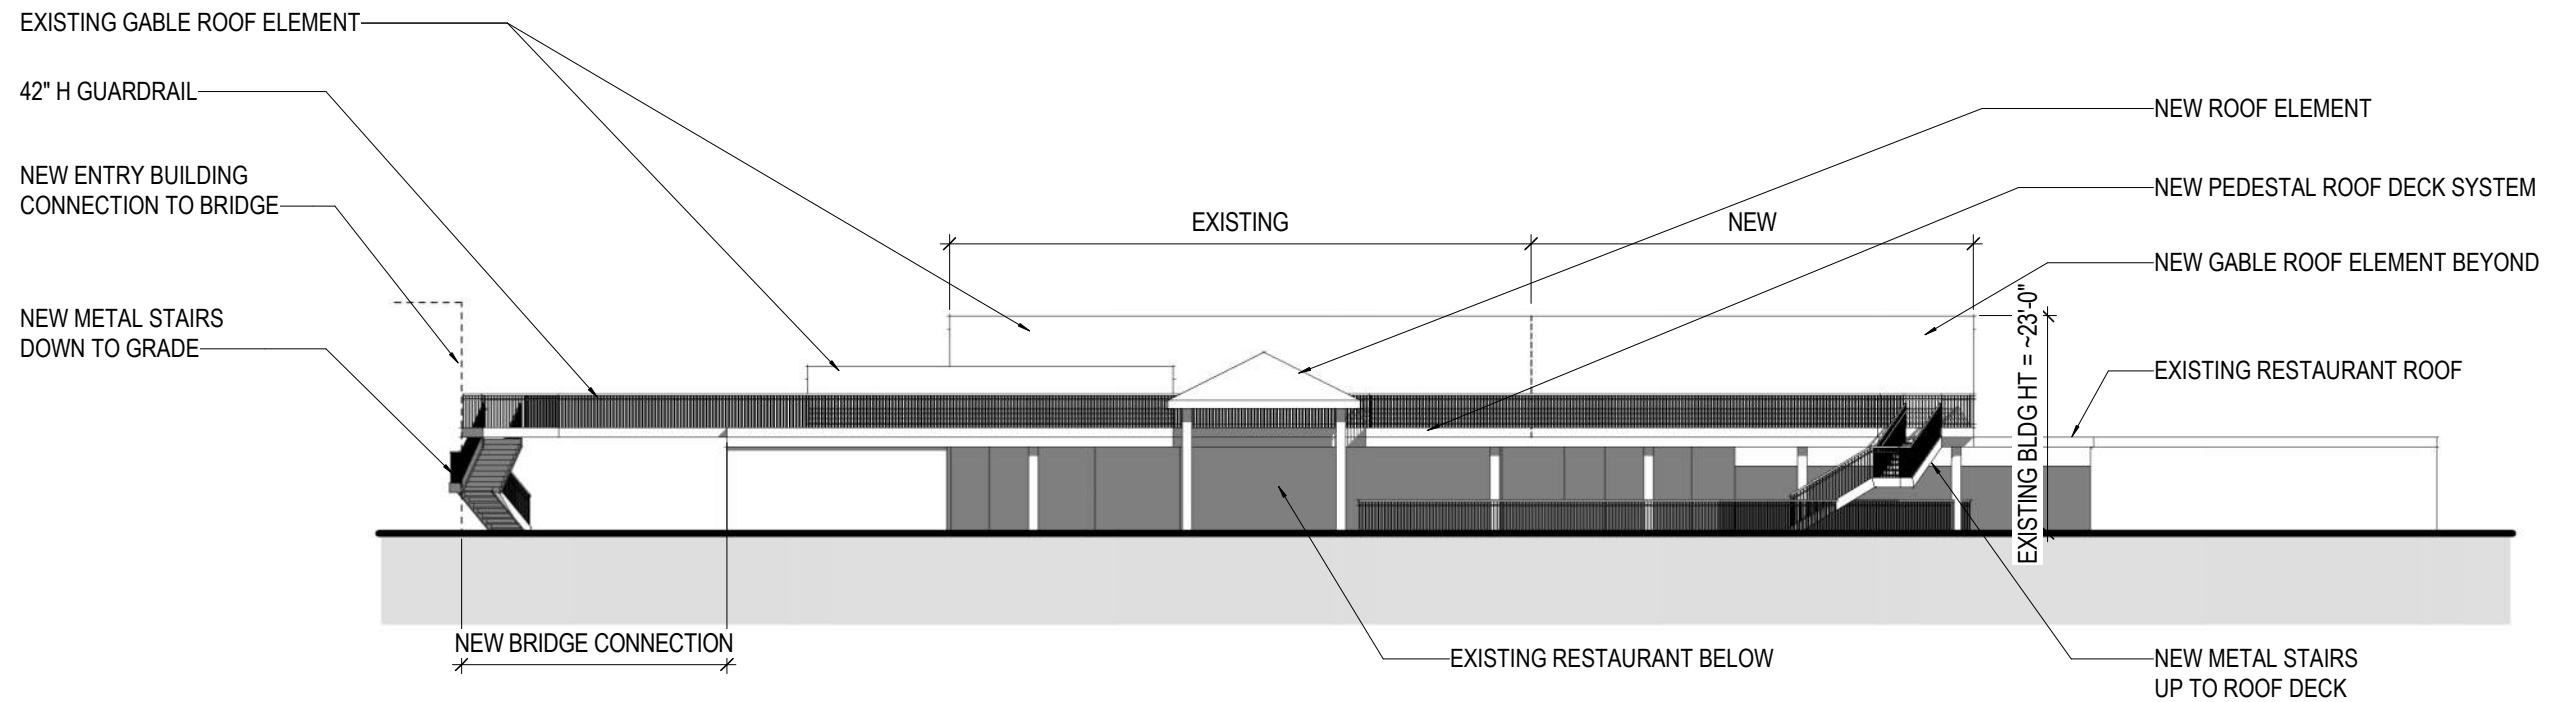 EXISTING GABLE ROOF ELEMENT
42" H GUARDRAIL
NEW ENTRY BUILDING
CONNECTION TO BRIDGE
NEW METAL STAIRS
DOWN TO GRADE
EXISTING
NEW
NEW ROOF ELEMENT
NEW PEDESTAL ROOF DECK SYSTEM
NEW GABLE ROOF ELEMENT BEYOND
EXISTING BLDG HT = ~23'-0"
EXISTING RESTAURANT ROOF
NEW BRIDGE CONNECTION
EXISTING RESTAURANT BELOW
NEW METAL STAIRS
UP TO ROOF DECK